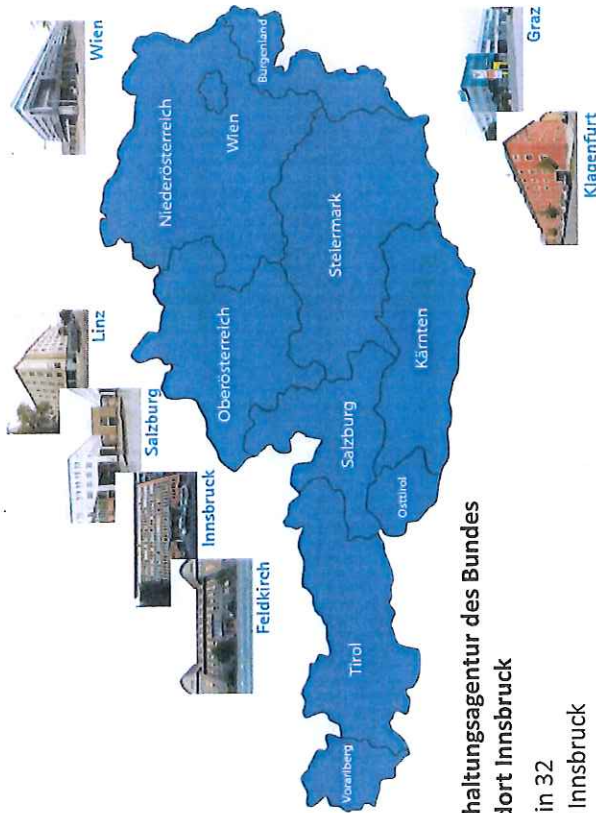 Wien
Linz
Salzburg
Innsbruck
Feldkirch
Niederösterreich
Wien
Burgenland
Oberösterreich
Steiermark
Salzburg
Tirol
Vorarlberg
Osttirol
Kärnten
Graz
Klagenfurt
haltungsagentur des Bundes
dort Innsbruck
in 32
Innsbruck